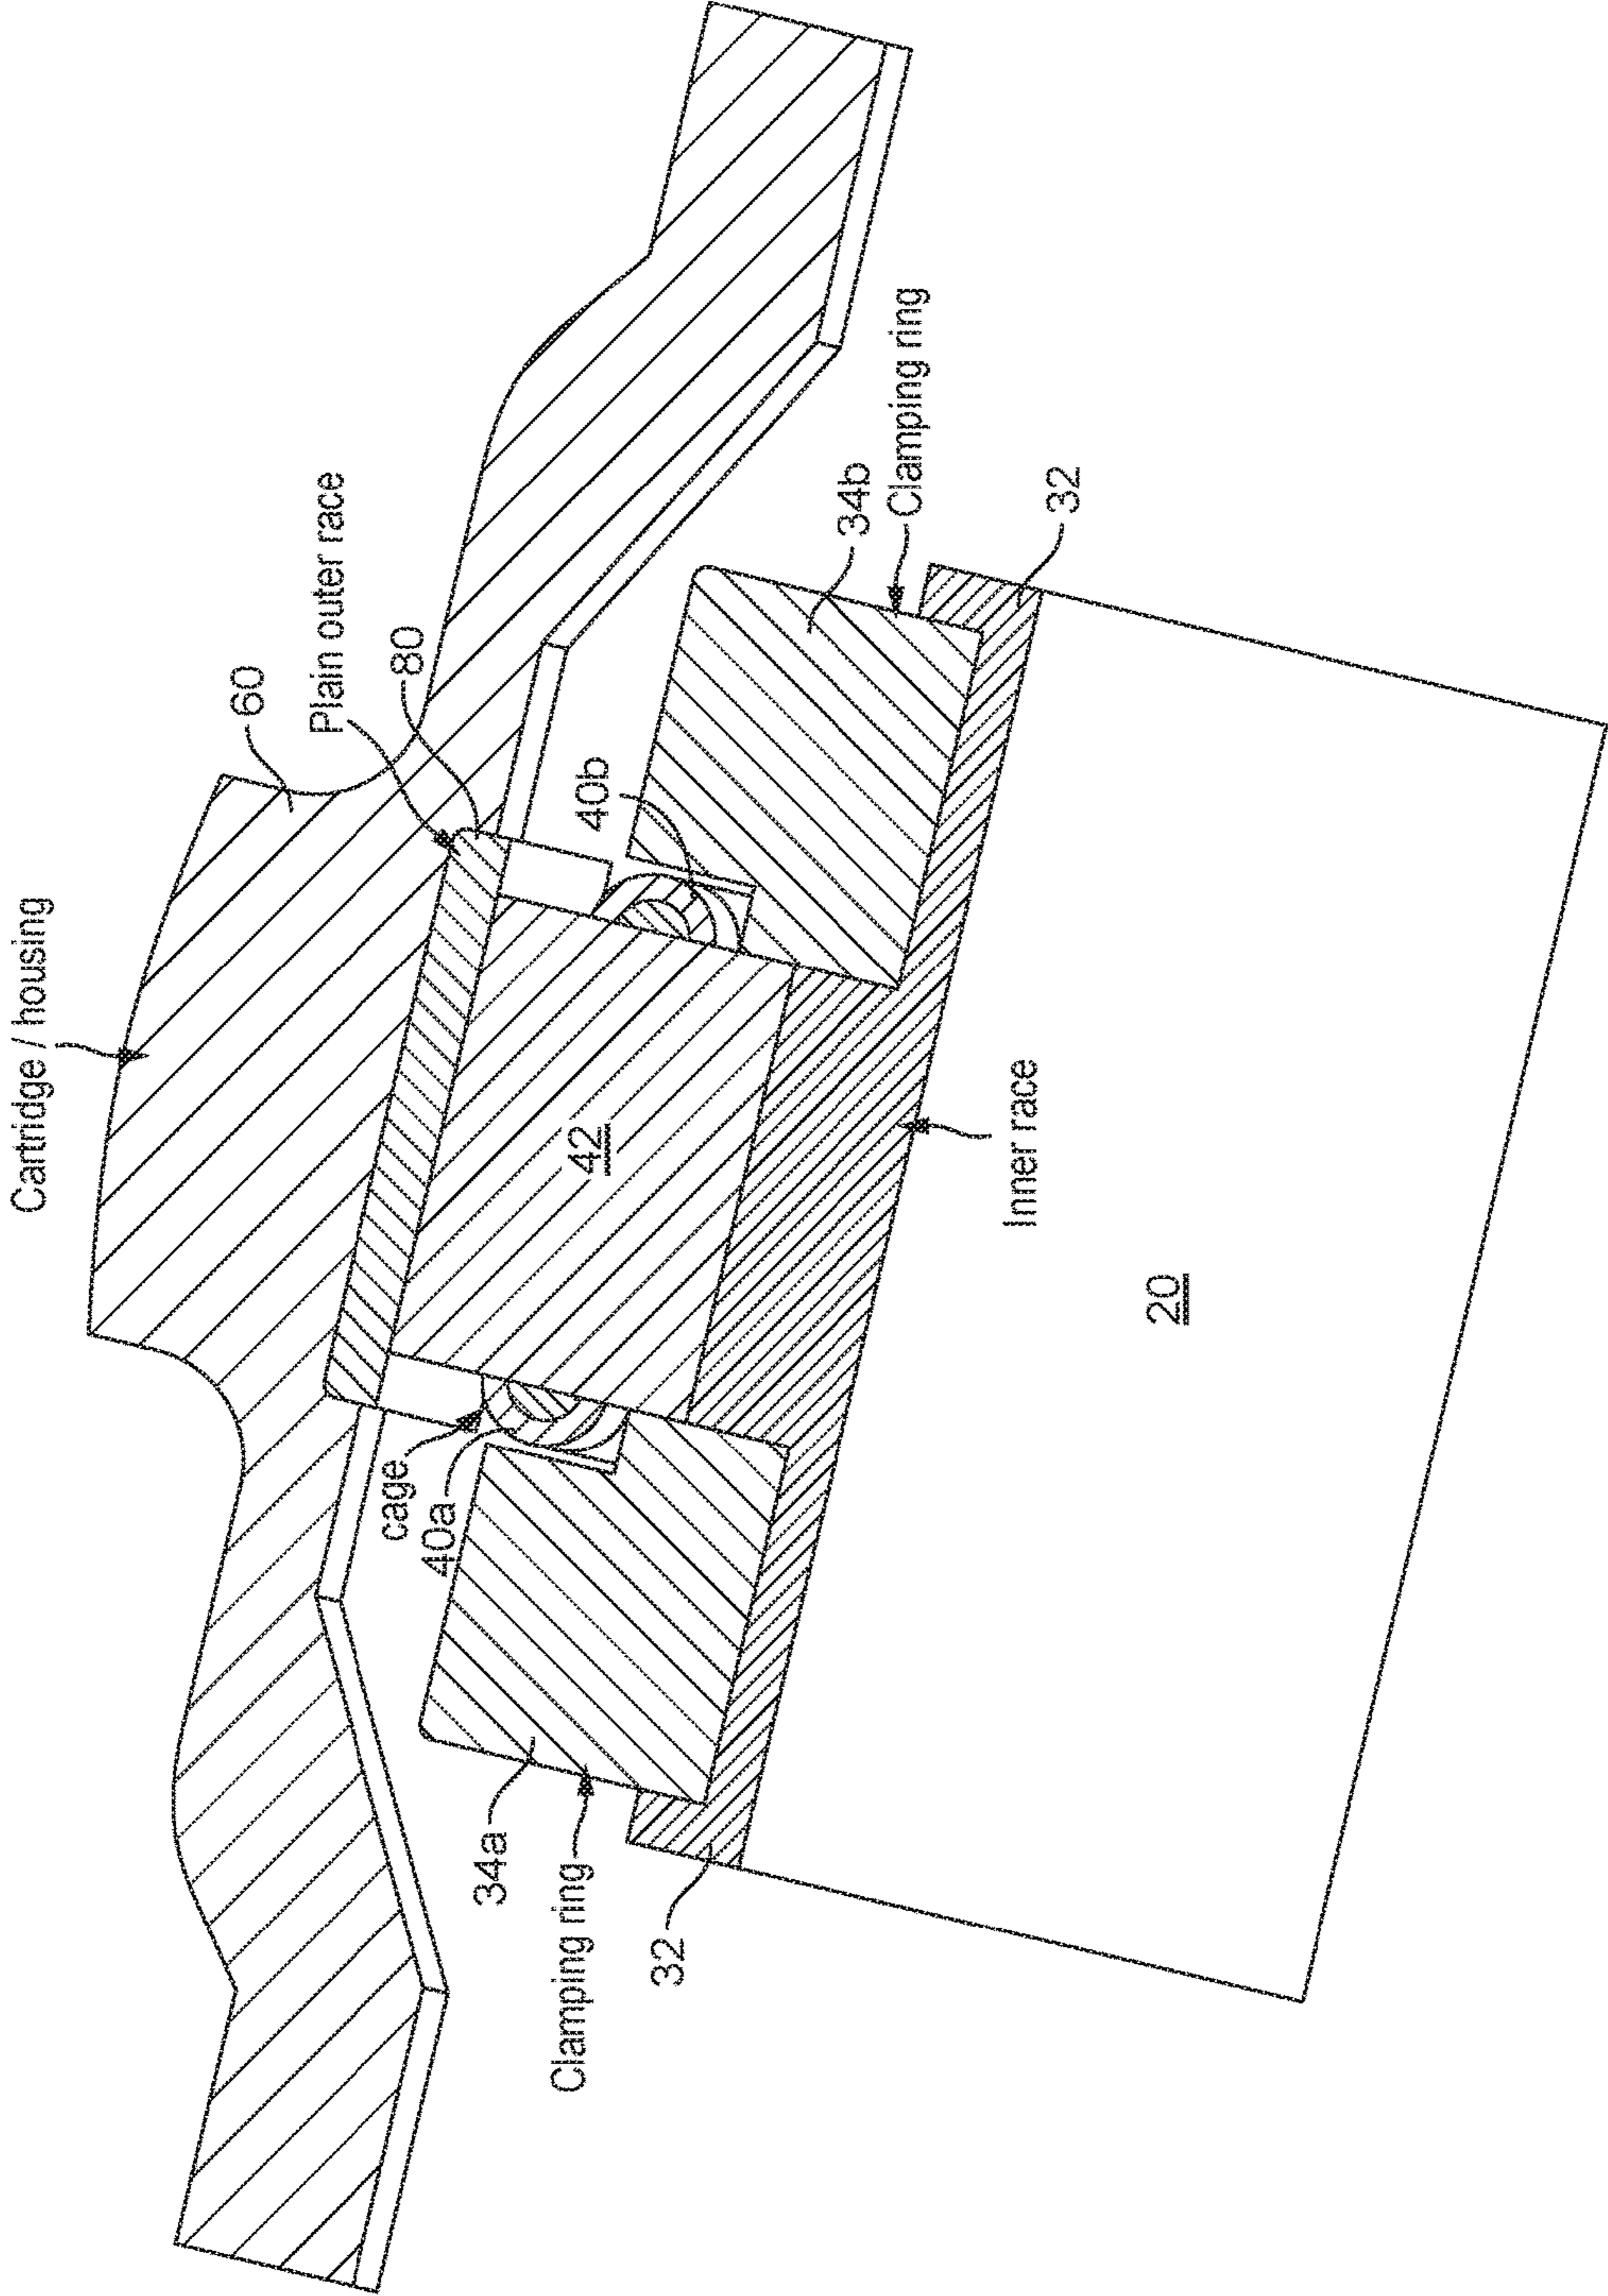 Cartridge / housing
60
Plain outer race
80
40b
34b
Clamping ring
32
42
cage
40a
Inner race
20
34a
Clamping ring
32